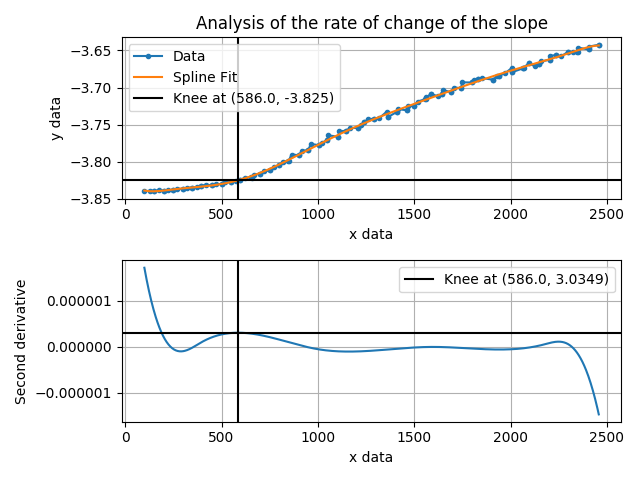 Analysis of the rate of change of the slope
−3.65
−3.70
−3.75
−3.80
−3.85
y data
Data
Spline Fit
Knee at (586.0, -3.825)
0 500 1000 1500 2000 2500
x data
0.000001
0.000000
−0.000001
Second derivative
Knee at (586.0, 3.0349)
0 500 1000 1500 2000 2500
x data